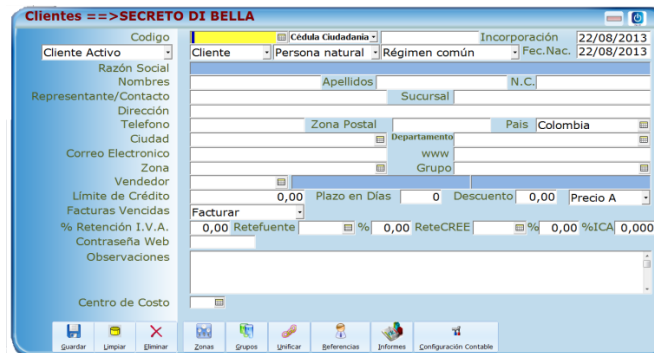 Clientes ==>SECRETO DI BELLA
Codigo Cédula Ciudadania Incorporación 22/08/2013
Cliente Activo Cliente Persona natural Régimen común Fec.Nac. 22/08/2013
Razón Social
Nombres Apellidos N.C.
Representante/Contacto Sucursal
Dirección
Telefono Zona Postal Pais Colombia
Ciudad Departamento
Correo Electronico www
Zona Grupo
Vendedor
Límite de Crédito 0,00 Plazo en Días 0 Descuento 0,00 Precio A
Facturas Vencidas Facturar
% Retención I.V.A. 0,00 Retefuente % 0,00 ReteCREE % 0,00 %ICA 0,000
Contraseña Web
Observaciones
Centro de Costo
Guardar Limpiar Eliminar Zonas Grupos Unificar Referencias Informes Configuración Contable